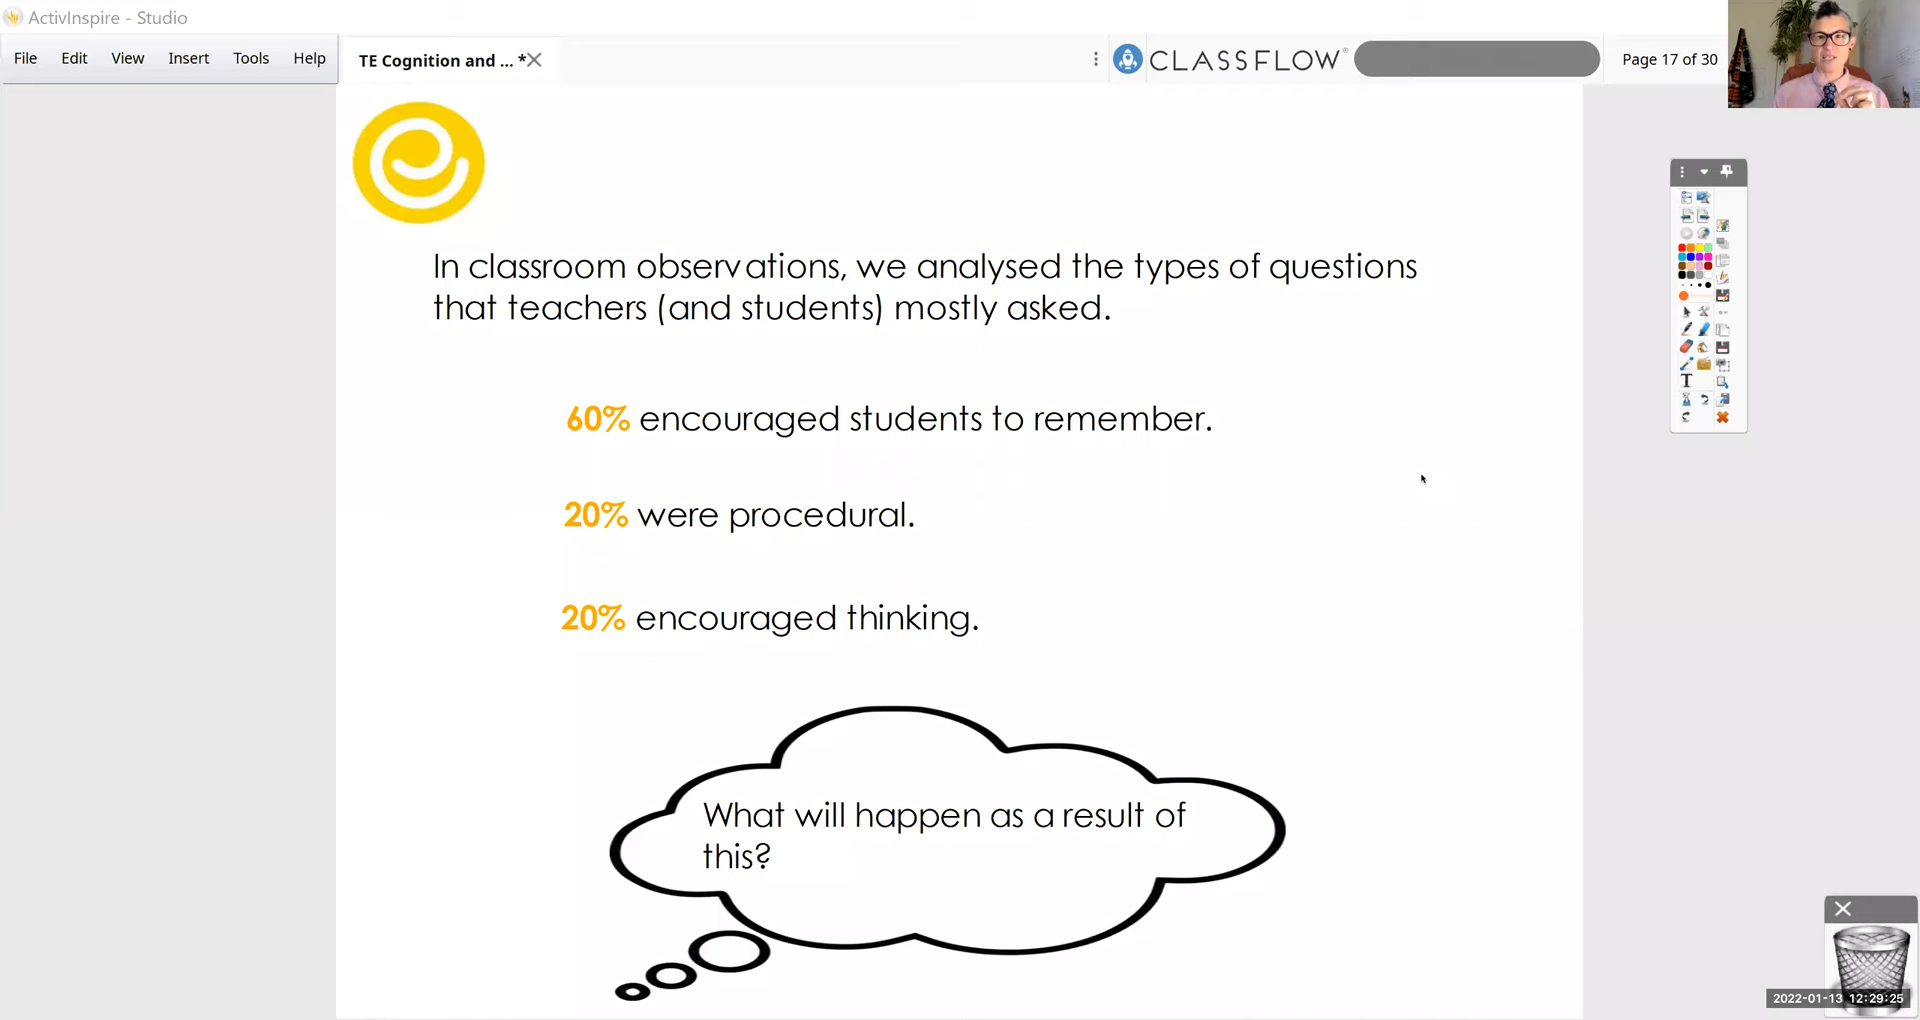 ActivInspire - Studio
File Edit View Insert Tools Help
TE Cognition and ... *
CLASSFLOW
Page 17 of 30
In classroom observations, we analysed the types of questions
that teachers (and students) mostly asked.
60% encouraged students to remember.
20% were procedural.
20% encouraged thinking.
What will happen as a result of
this?
2022-01-13 12:29:25